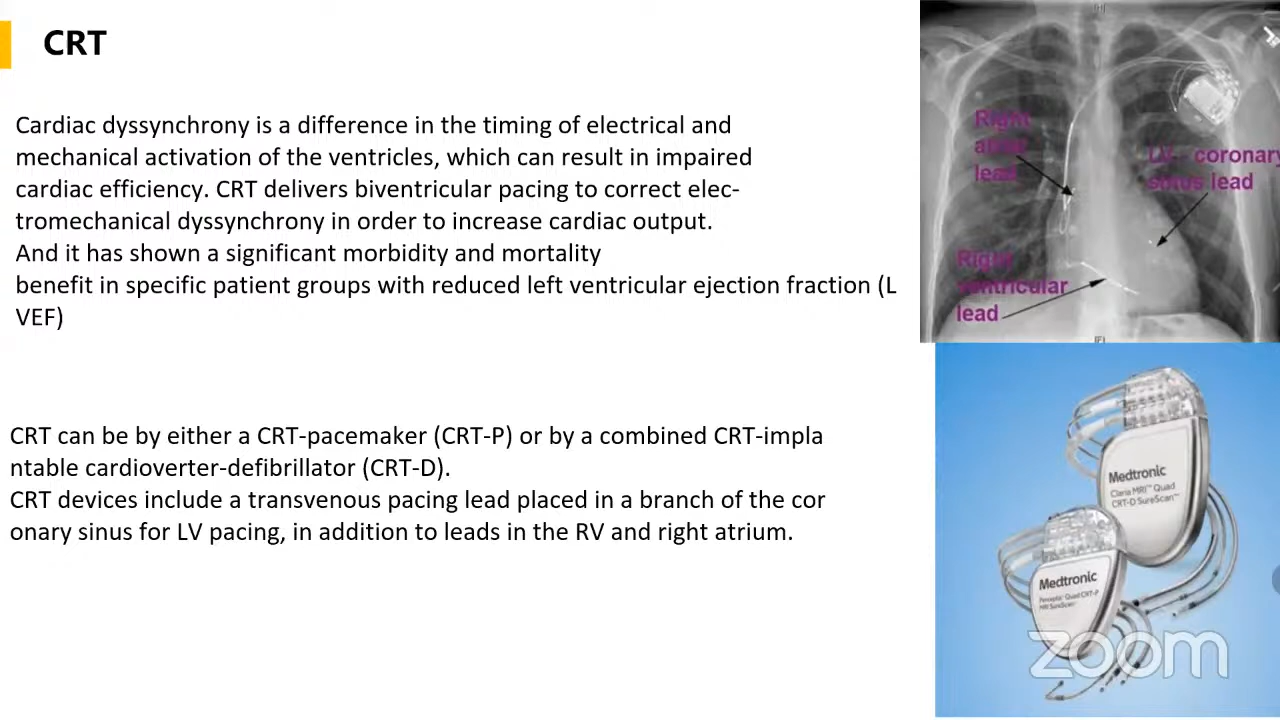 CRT
Cardiac dyssynchrony is a difference in the timing of electrical and
mechanical activation of the ventricles, which can result in impaired
cardiac efficiency. CRT delivers biventricular pacing to correct elec-
tromechanical dyssynchrony in order to increase cardiac output.
And it has shown a significant morbidity and mortality
benefit in specific patient groups with reduced left ventricular ejection fraction (L
VEF)
CRT can be by either a CRT-pacemaker (CRT-P) or by a combined CRT-impla
ntable cardioverter-defibrillator (CRT-D).
CRT devices include a transvenous pacing lead placed in a branch of the cor
onary sinus for LV pacing, in addition to leads in the RV and right atrium.
Right
atrial
lead
LV - coronary
sinus lead
Right
ventricular
lead
Medtronic
Claria MRI™ Quad
CRT-D SureScan™
Medtronic
Percepta™ Quad CRT-P
MRI SureScan™
zoom